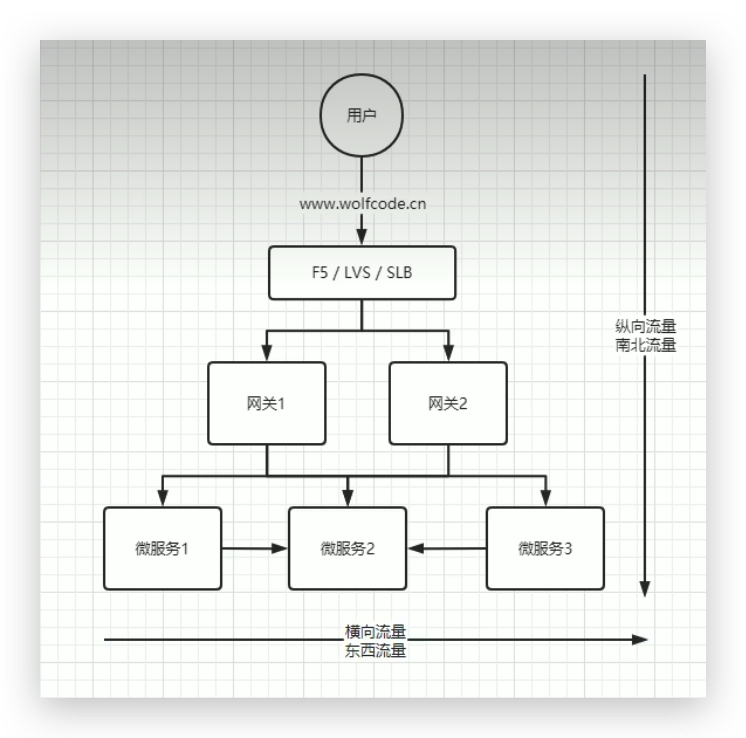 用户
www.wolfcode.cn
F5 / LVS / SLB
纵向流量
南北流量
网关1
网关2
微服务1
微服务2
微服务3
横向流量
东西流量